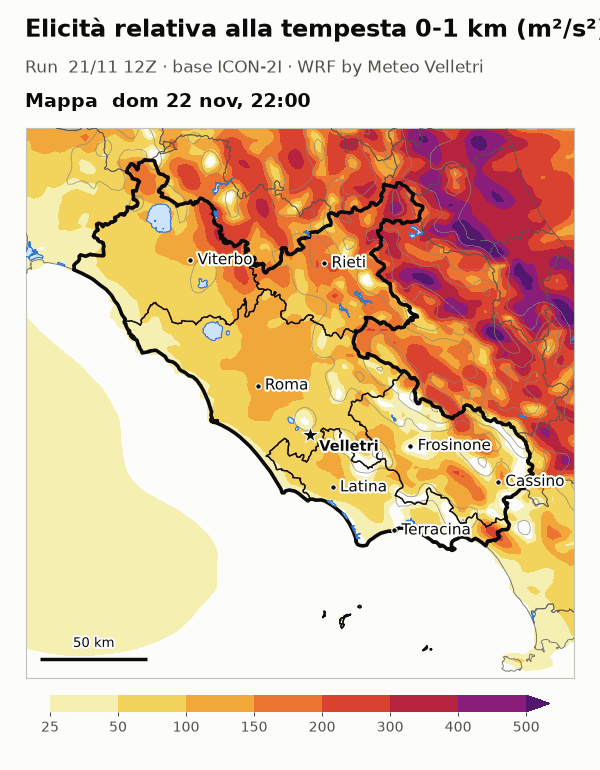 Elicità relativa alla tempesta 0-1 km (m²/s²)
Run 21/11 12Z · base ICON-2I · WRF by Meteo Velletri
Mappa dom 22 nov, 22:00
Viterbo
Rieti
Roma
Velletri
Frosinone
Cassino
Latina
Terracina
50 km
25 50 100 150 200 300 400 500